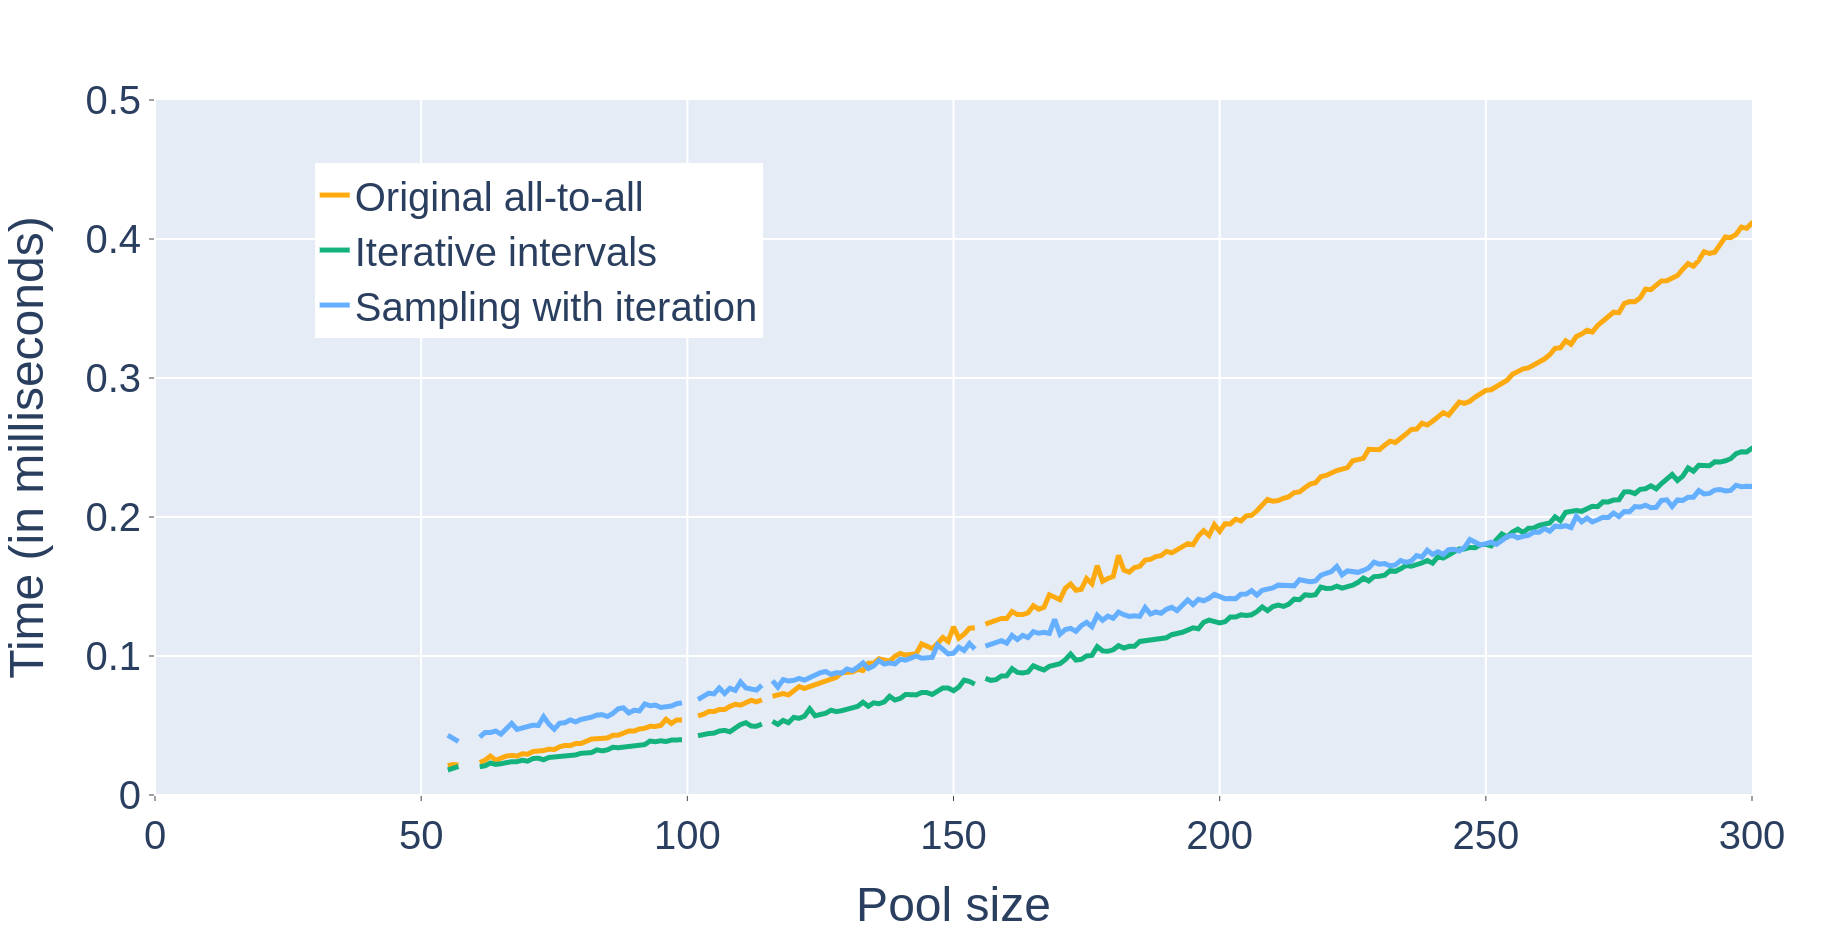 Time (in milliseconds)
0.5
0.4
0.3
0.2
0.1
0
Original all-to-all
Iterative intervals
Sampling with iteration
0 50 100 150 200 250 300
Pool size